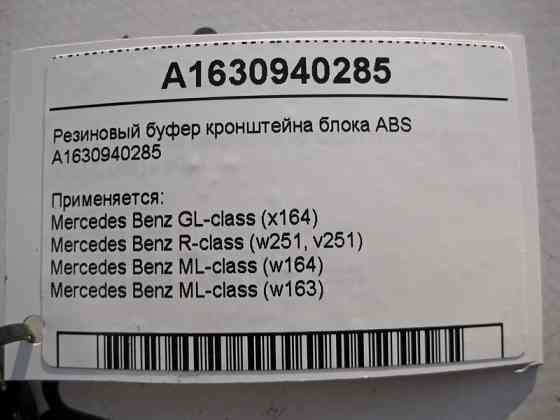 A1630940285
Резиновый буфер кронштейна блока ABS
A1630940285
Применяется:
Mercedes Benz GL-class (x164)
Mercedes Benz R-class (w251, v251)
Mercedes Benz ML-class (w164)
Mercedes Benz ML-class (w163)